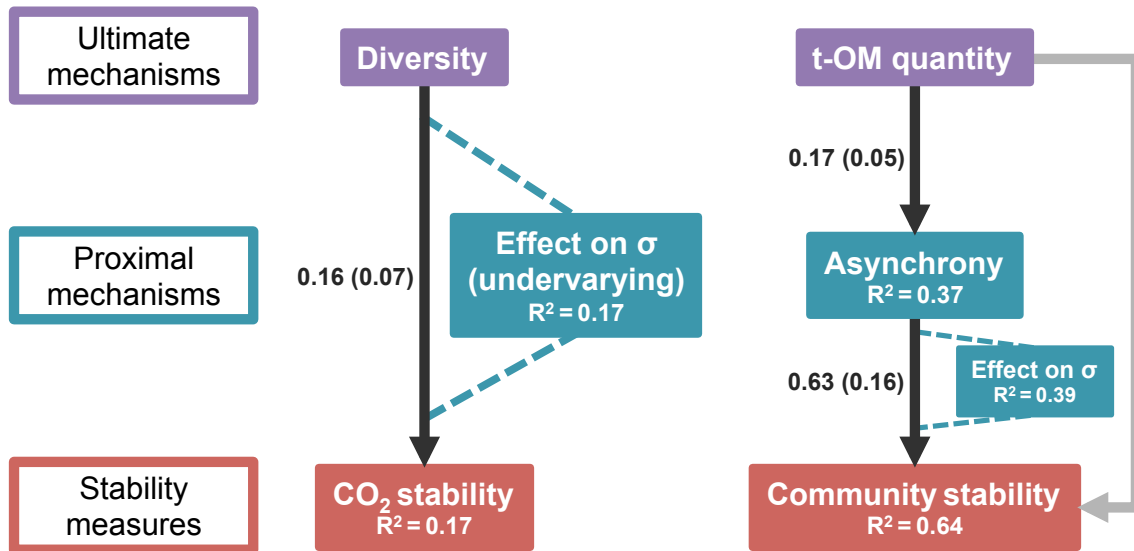 Ultimate
mechanisms
Diversity
t-OM quantity
0.17 (0.05)
Proximal
mechanisms
0.16 (0.07)
Effect on σ
(undervarying)
R² = 0.17
Asynchrony
R² = 0.37
0.63 (0.16)
Effect on σ
R² = 0.39
Stability
measures
CO₂ stability
R² = 0.17
Community stability
R² = 0.64